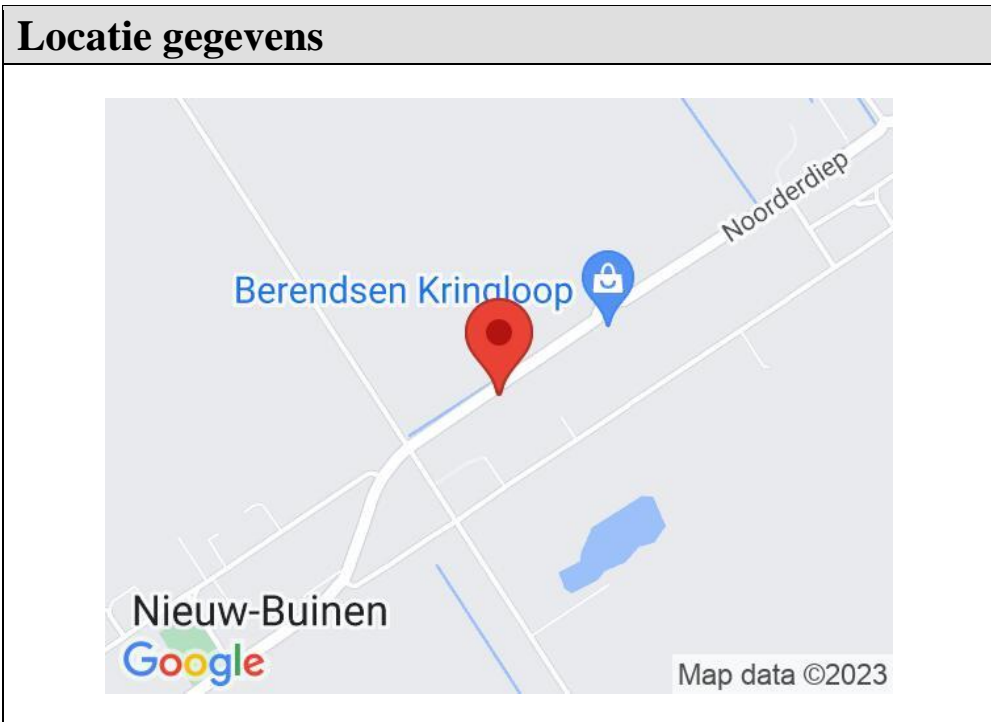 Locatie gegevens
Noorderdiep
Berendsen Kringloop
Nieuw-Buinen
Google
Map data ©2023